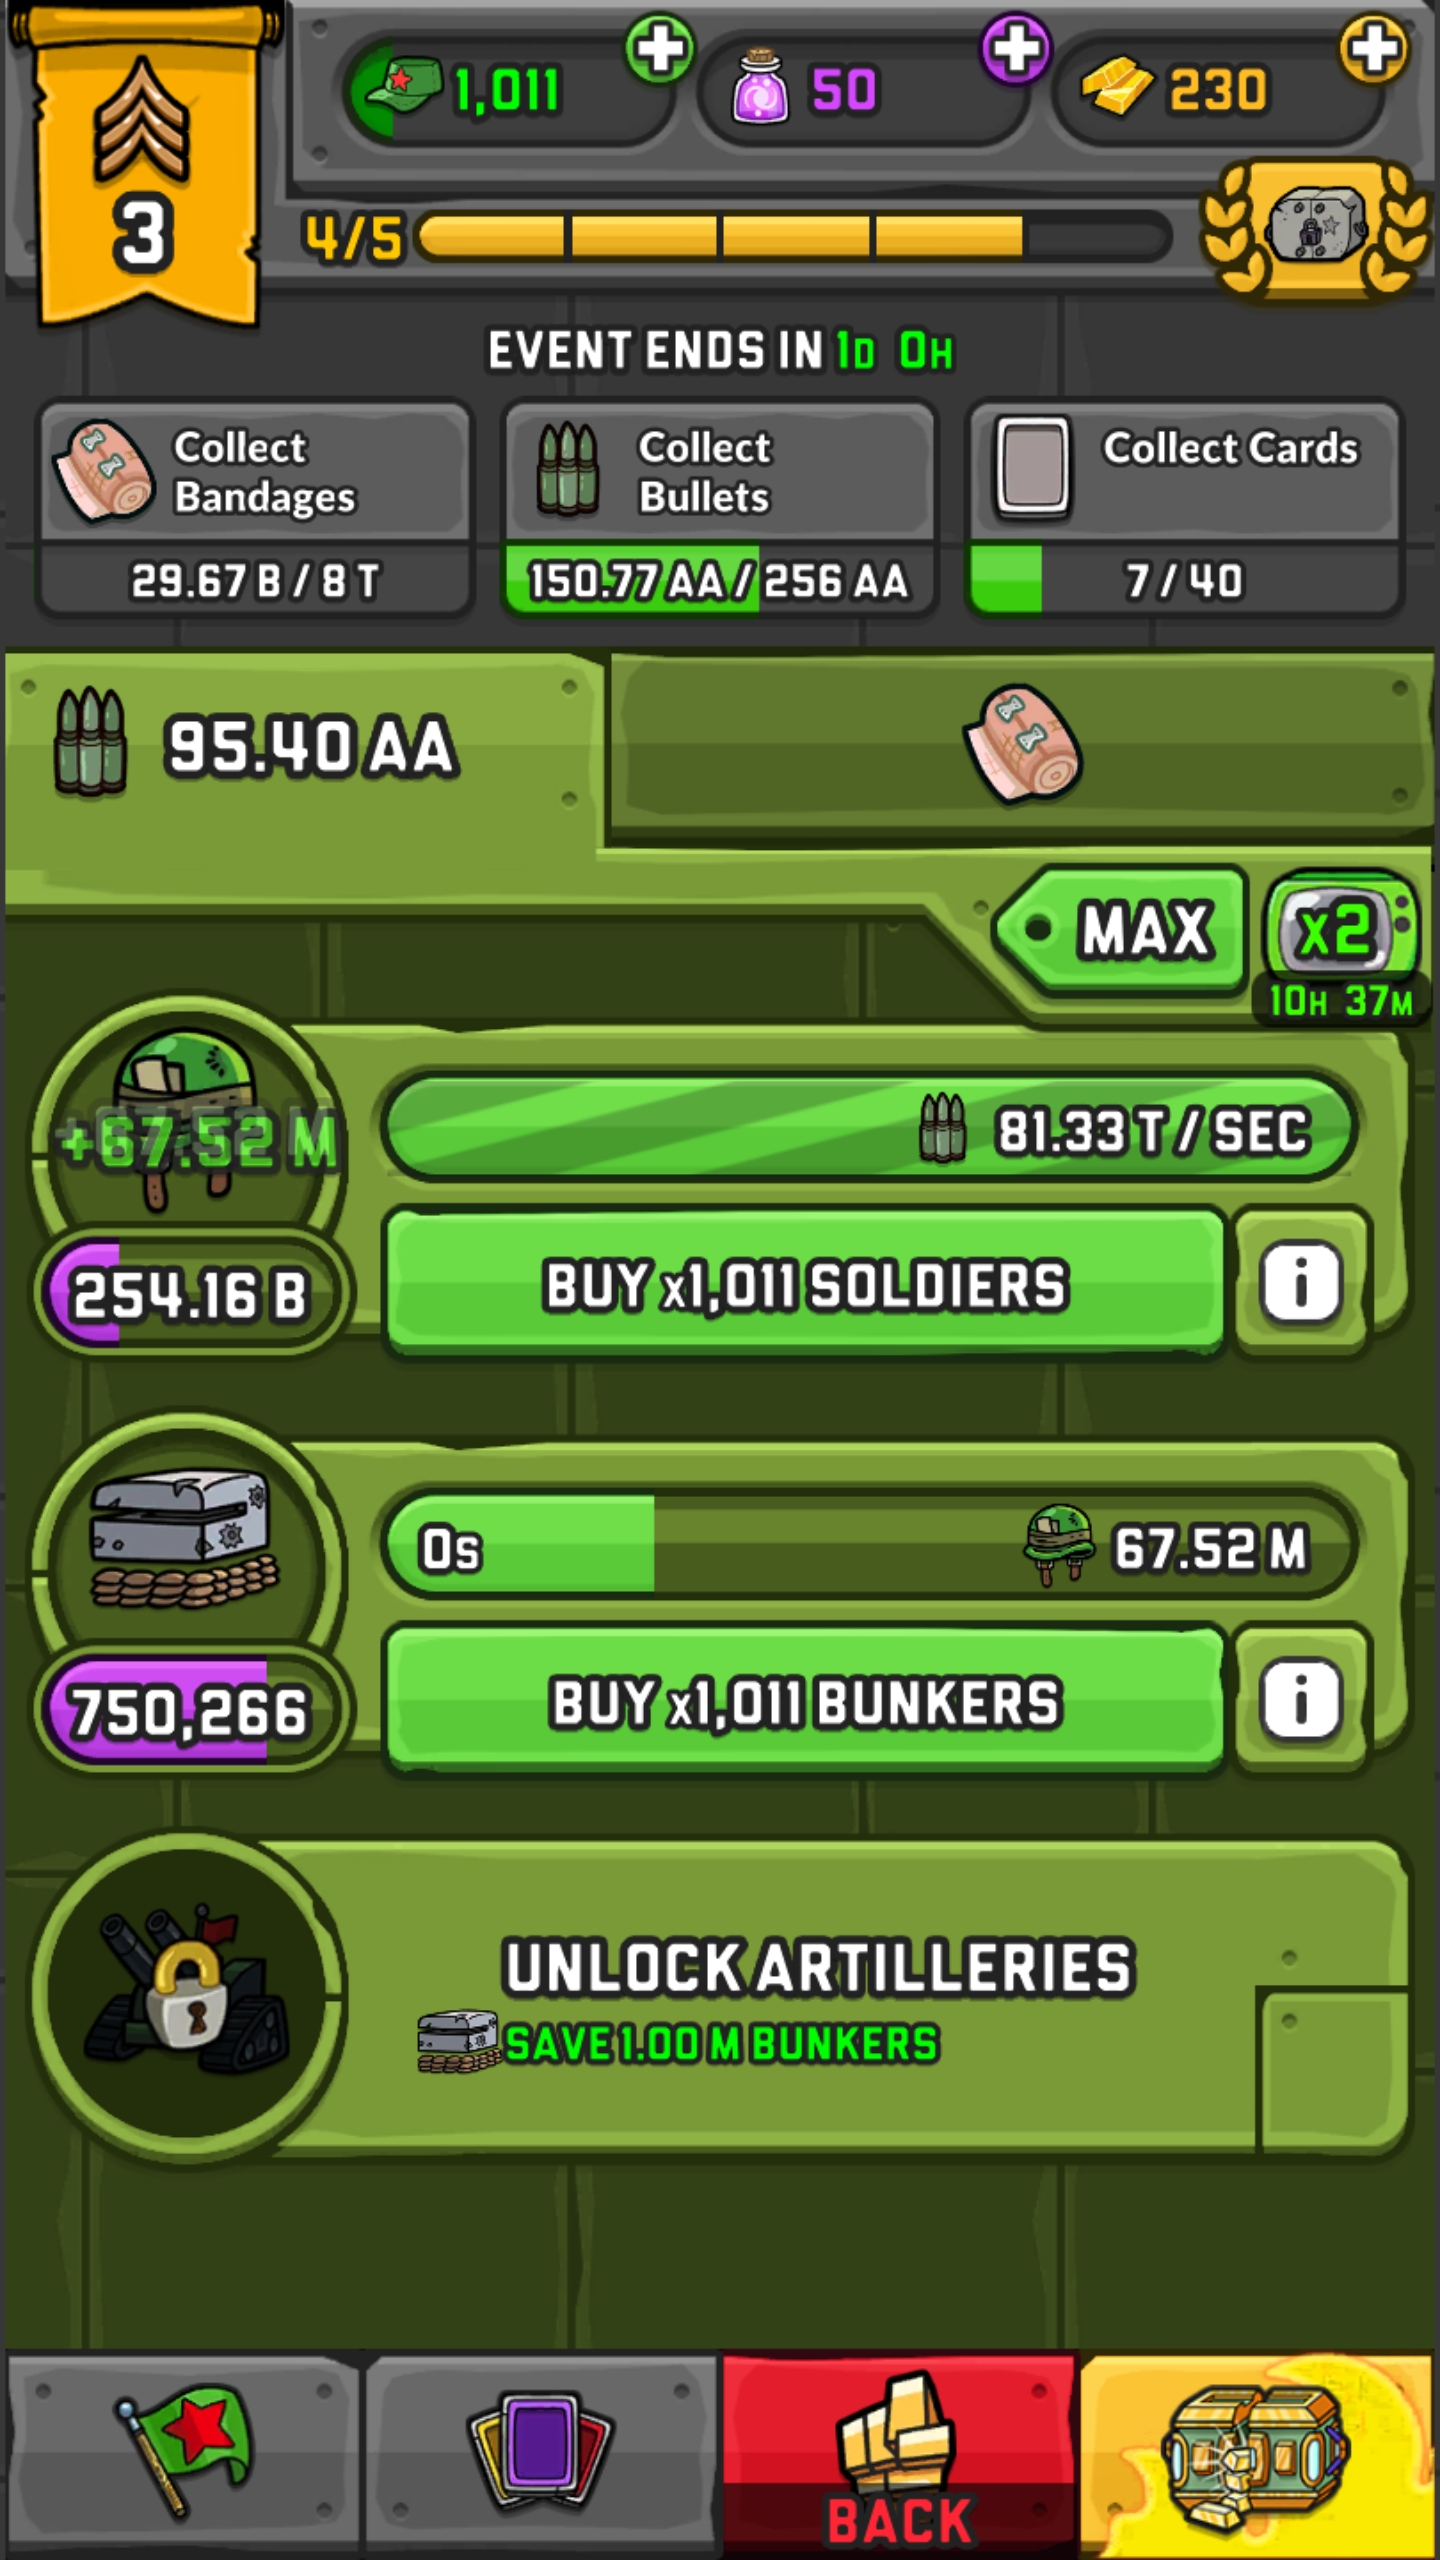 1,011
50
230
3
4/5
EVENT ENDS IN 1D 0H
Collect
Bandages
29.67 B / 8 T
Collect
Bullets
150.77 AA / 256 AA
Collect Cards
7 / 40
95.40 AA
MAX
x2
10H 37M
+67.52 M
81.33 T / SEC
254.16 B
BUY x1,011 SOLDIERS
i
0s
67.52 M
750,266
BUY x1,011 BUNKERS
i
UNLOCK ARTILLERIES
SAVE 1.00 M BUNKERS
BACK